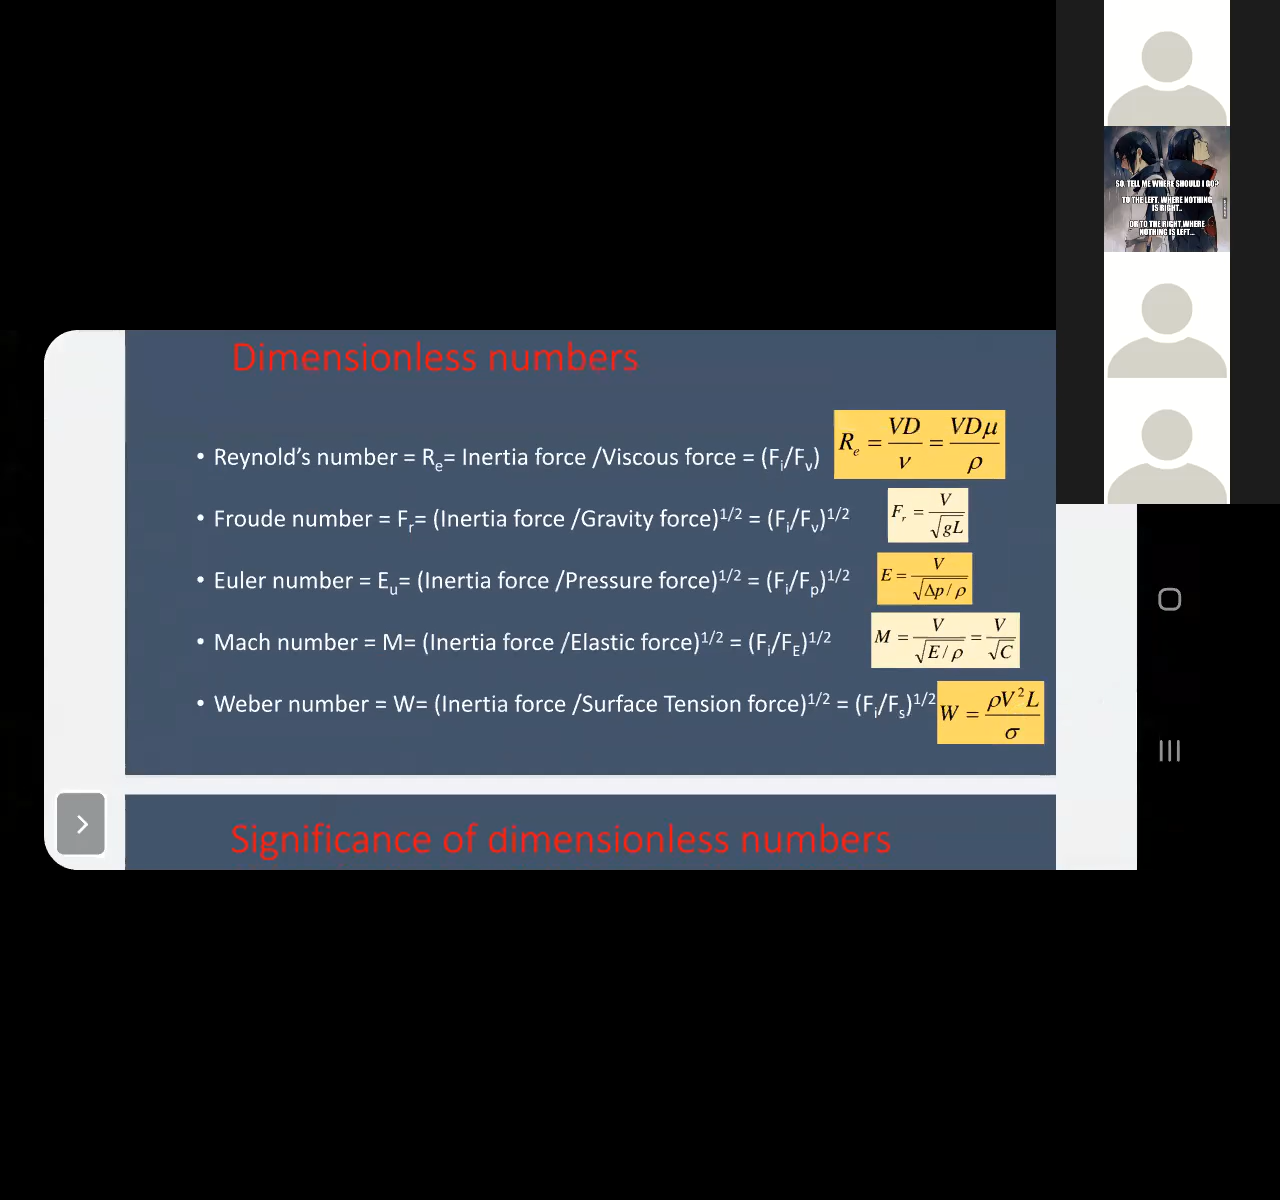 SO, TELL ME WHERE SHOULD I GO?
TO THE LEFT, WHERE NOTHING
IS RIGHT..
OR TO THE RIGHT,WHERE
NOTHING IS LEFT...
Dimensionless numbers
• Reynold’s number = Re= Inertia force /Viscous force = (Fi/Fv) Re = VD/ν = VDμ/ρ
• Froude number = Fr= (Inertia force /Gravity force)1/2 = (Fi/Fv)1/2 Fr = V/√gL
• Euler number = Eu= (Inertia force /Pressure force)1/2 = (Fi/Fp)1/2 E = V/√Δp/ρ
• Mach number = M= (Inertia force /Elastic force)1/2 = (Fi/FE)1/2 M = V/√E/ρ = V/√C
• Weber number = W= (Inertia force /Surface Tension force)1/2 = (Fi/Fs)1/2 W = ρV²L/σ
Significance of dimensionless numbers